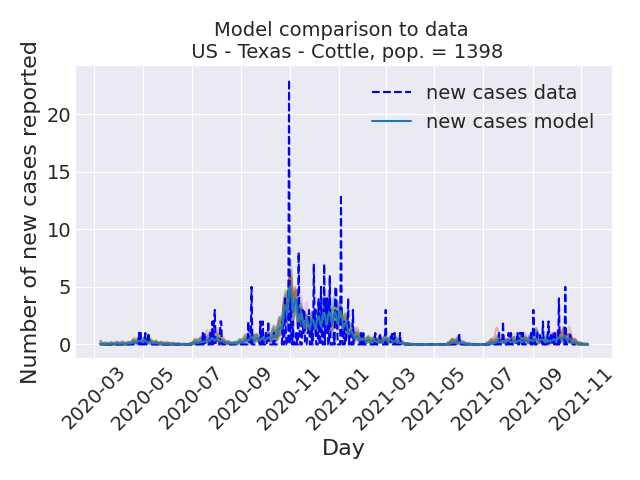 Model comparison to data
US - Texas - Cottle, pop. = 1398
Number of new cases reported
new cases data
new cases model
20
15
10
5
0
2020-03
2020-05
2020-07
2020-09
2020-11
2021-01
2021-03
2021-05
2021-07
2021-09
2021-11
Day